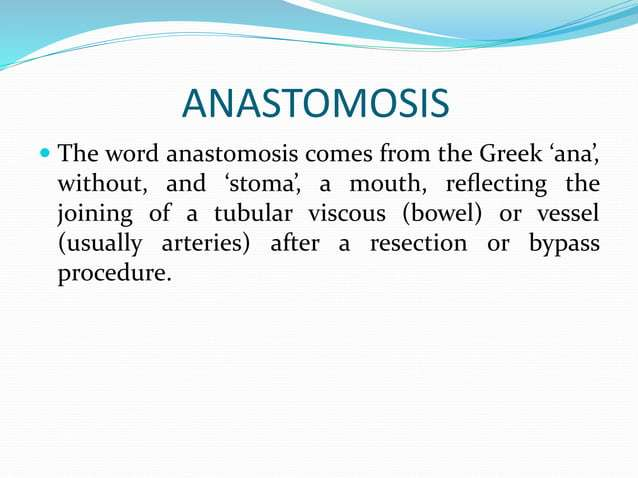 ANASTOMOSIS
• The word anastomosis comes from the Greek ‘ana’,
without, and ‘stoma’, a mouth, reflecting the
joining of a tubular viscous (bowel) or vessel
(usually arteries) after a resection or bypass
procedure.